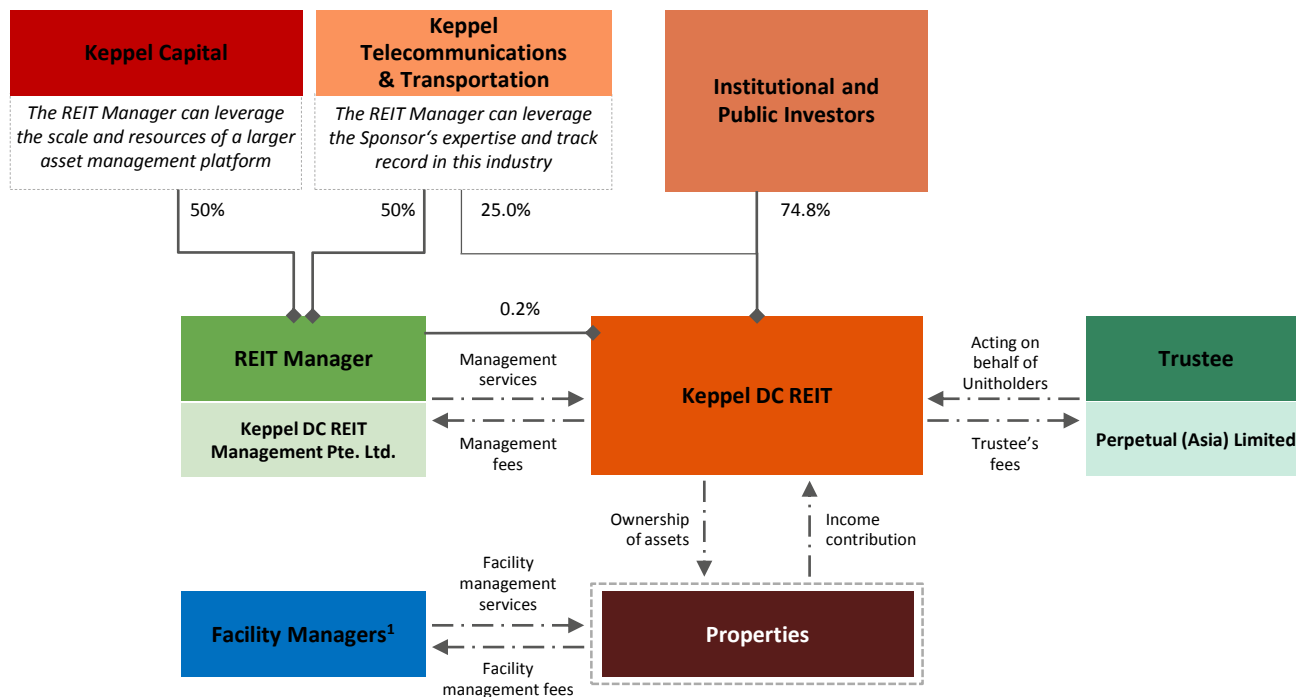 Keppel Capital
The REIT Manager can leverage
the scale and resources of a larger
asset management platform
Keppel
Telecommunications
& Transportation
The REIT Manager can leverage
the Sponsor‘s expertise and track
record in this industry
Institutional and
Public Investors
50%
50%
25.0%
74.8%
0.2%
REIT Manager
Keppel DC REIT
Management Pte. Ltd.
Management
services
Management
fees
Keppel DC REIT
Acting on
behalf of
Unitholders
Trustee’s
fees
Trustee
Perpetual (Asia) Limited
Ownership
of assets
Income
contribution
Facility Managers¹
Facility
management
services
Facility
management fees
Properties